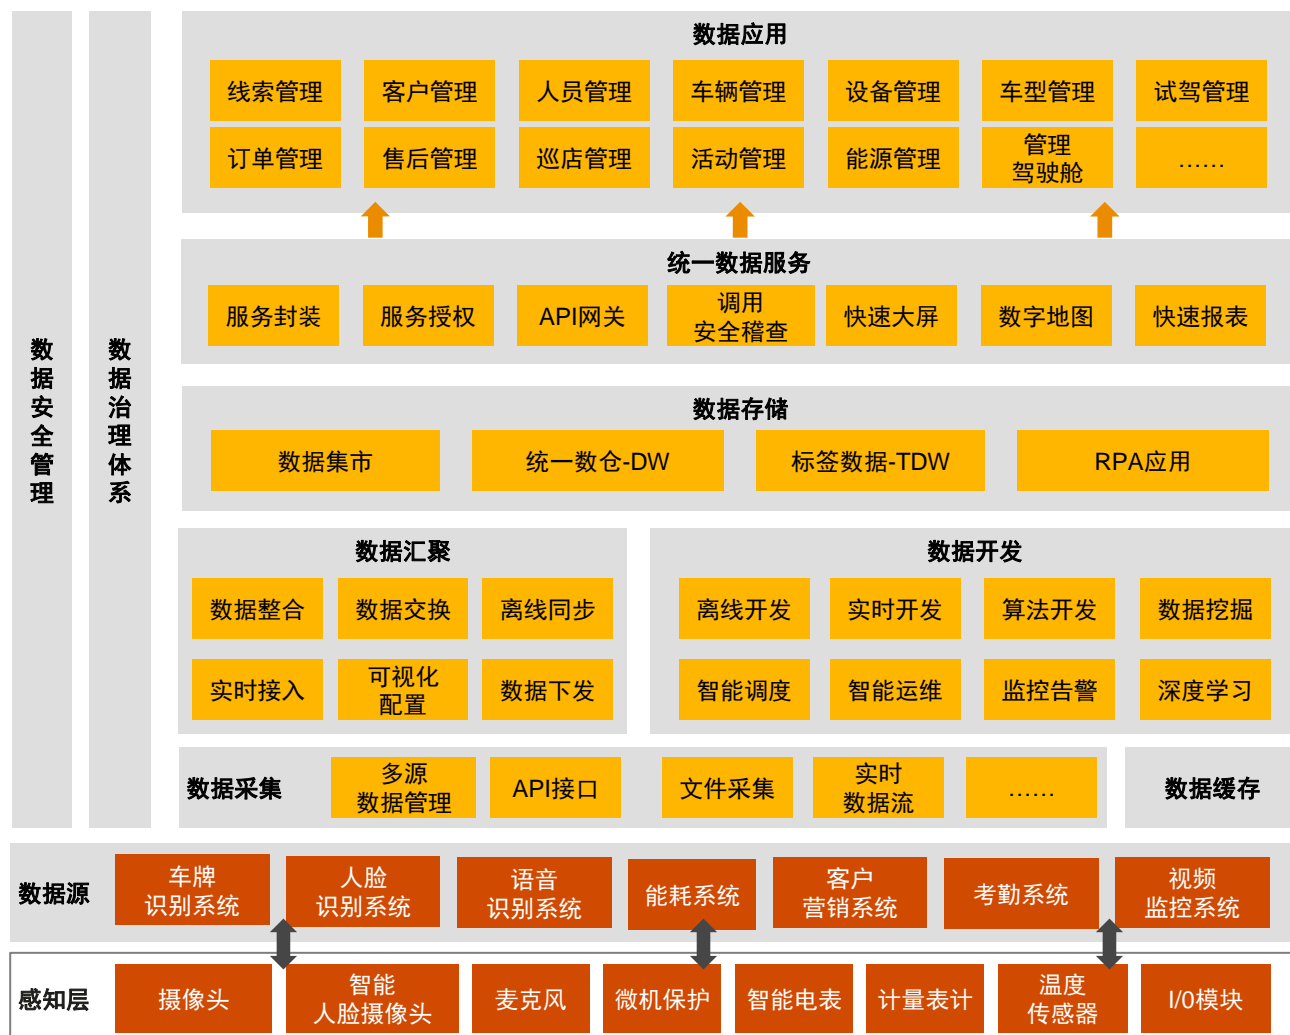 数据安全管理
数据治理体系
数据应用
线索管理
客户管理
人员管理
车辆管理
设备管理
车型管理
试驾管理
订单管理
售后管理
巡店管理
活动管理
能源管理
管理
驾驶舱
……
统一数据服务
服务封装
服务授权
API网关
调用
安全稽查
快速大屏
数字地图
快速报表
数据存储
数据集市
统一数仓-DW
标签数据-TDW
RPA应用
数据汇聚
数据整合
数据交换
离线同步
实时接入
可视化
配置
数据下发
数据开发
离线开发
实时开发
算法开发
数据挖掘
智能调度
智能运维
监控告警
深度学习
数据采集
多源
数据管理
API接口
文件采集
实时
数据流
……
数据缓存
数据源
车牌
识别系统
人脸
识别系统
语音
识别系统
能耗系统
客户
营销系统
考勤系统
视频
监控系统
感知层
摄像头
智能
人脸摄像头
麦克风
微机保护
智能电表
计量表计
温度
传感器
I/0模块